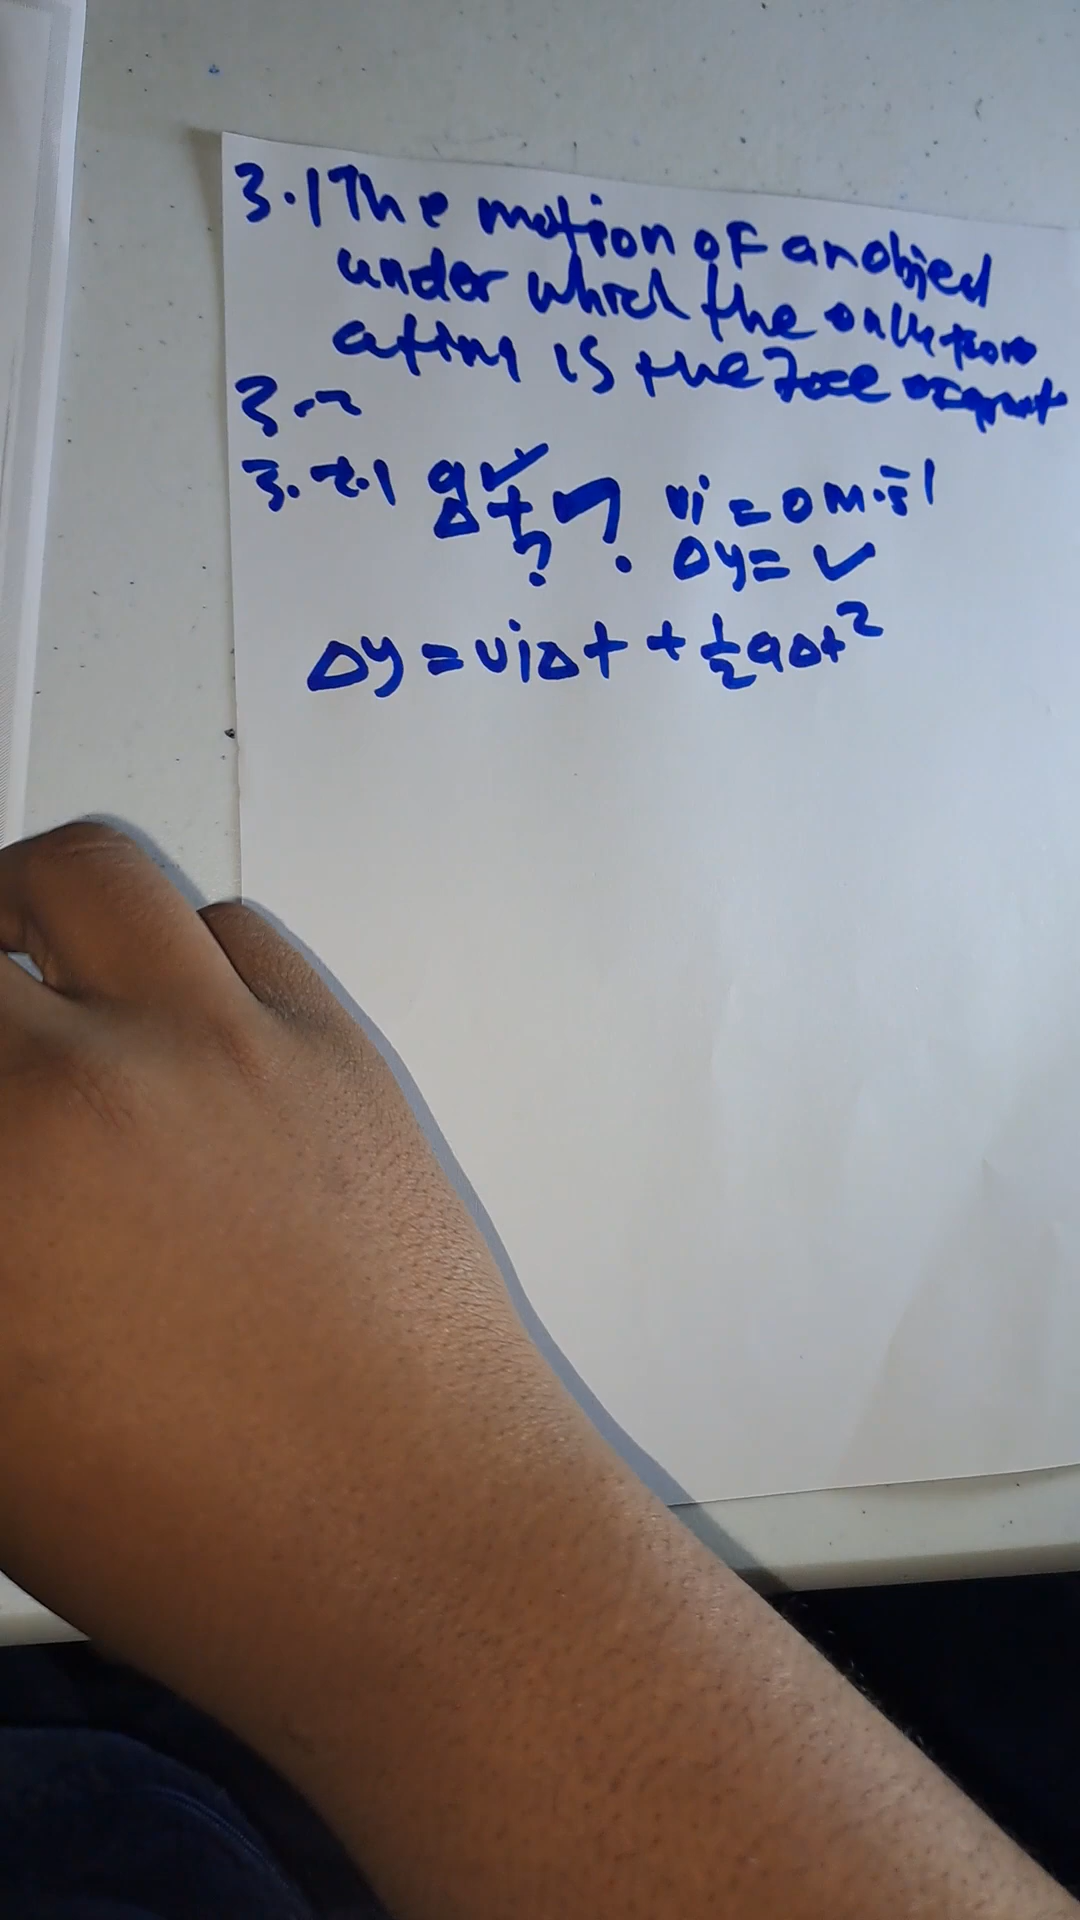 3.1 The motion of an object
under which the only force
acting is the force of gravity
3.2
3.2.1 g✓ vi = 0 m·s⁻¹
Δt ? ? Δy = ✓
Δy = viΔt + ½aΔt²